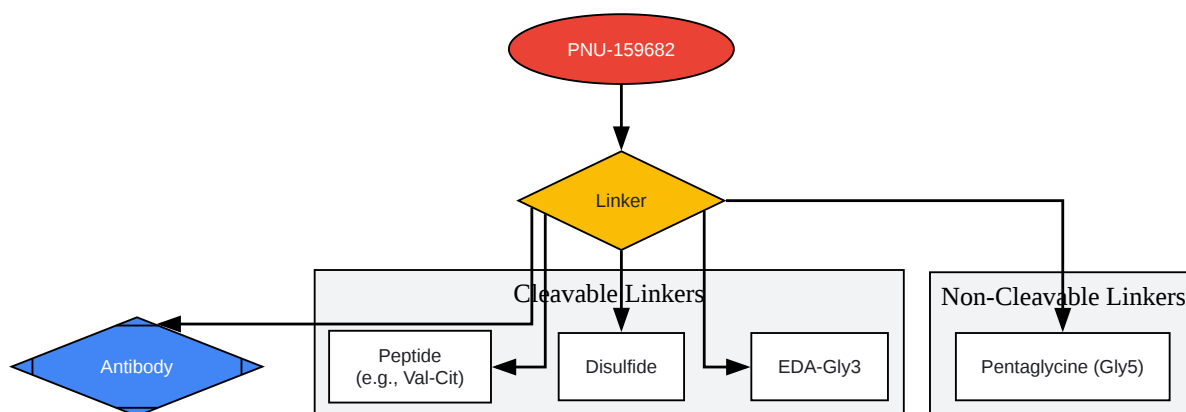 PNU-159682
Linker
Cleavable Linkers
Non-Cleavable Linkers
Antibody
Peptide
(e.g., Val-Cit)
Disulfide
EDA-Gly3
Pentaglycine (Gly5)